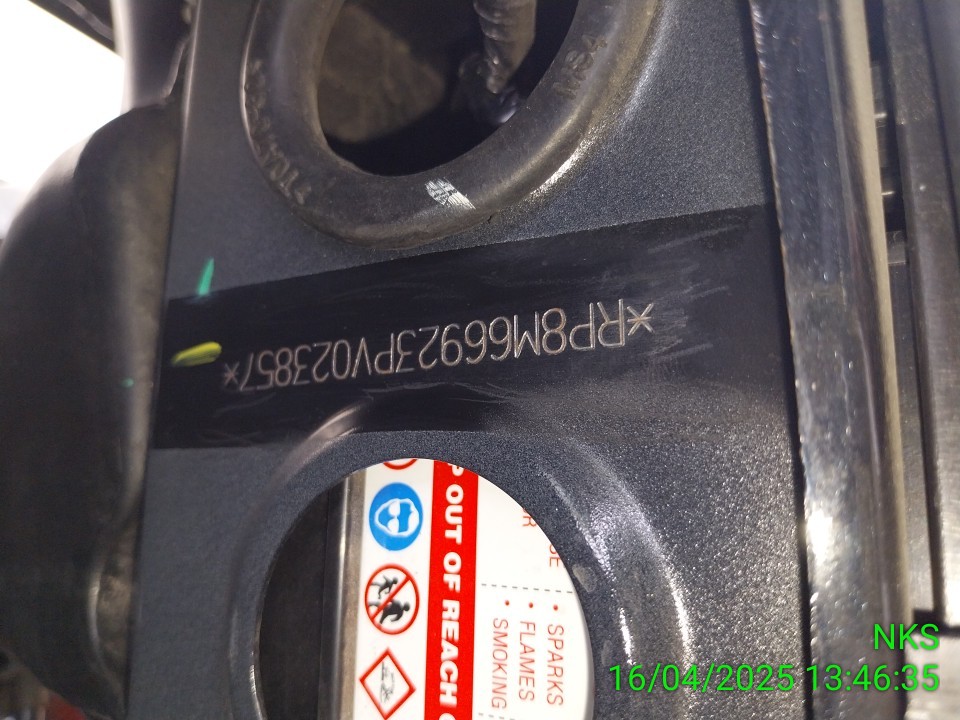 *RP8M66923PV023857*
OUT OF REACH
• SPARKS
• FLAMES
• SMOKING
NKS
16/04/2025 13:46:35